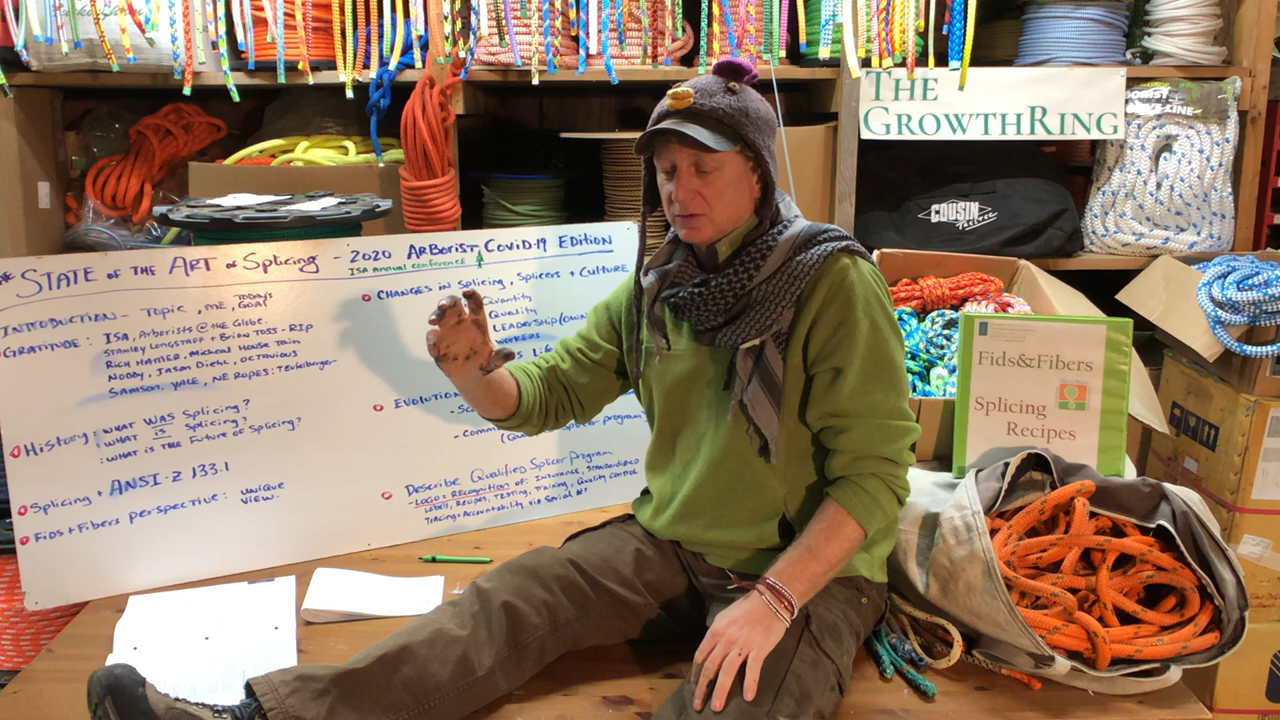 THE
GROWTHRING
COUSIN
STATE OF THE ART of Splicing - 2020 ARBORIST, COVID-19 EDITION
ISA ANNUAL conference
INTRODUCTION - TOPIC, ME, TODAY'S GOAL
GRATITUDE: ISA, Arborists @ THE Globe.
STANLEY LONGSTAFF + BRIAN TOSS - RIP
RICH HATTIER, Micheal HOUSE Tain
NOBBY, JASON DIEHL, OCTAVIOUS
SAMSON, YALE, NE ROPES: TEUFelberger
History: WHAT WAS Splicing?
: WHAT is Splicing?
: WHAT is THE Future of Splicing?
Splicing + ANSI-Z 133.1
FIDS + FIBERS perspective: UNIQUE VIEW.
CHANGES IN Splicing, Splicers + CULTURE
Quantity
Quality
LEADERSHIP(OWN
WORKERS
EVOLUTION
- COMM
Describe Qualified Splicer Program
- LOGO = RECOGNITION OF: INSURANCE, STANDARDIZED
Labels, Recipes, TESTING, TRAINING, Quality CONTROL
TRACING = Accountability via Serial #!
Fids&Fibers
Splicing
Recipes